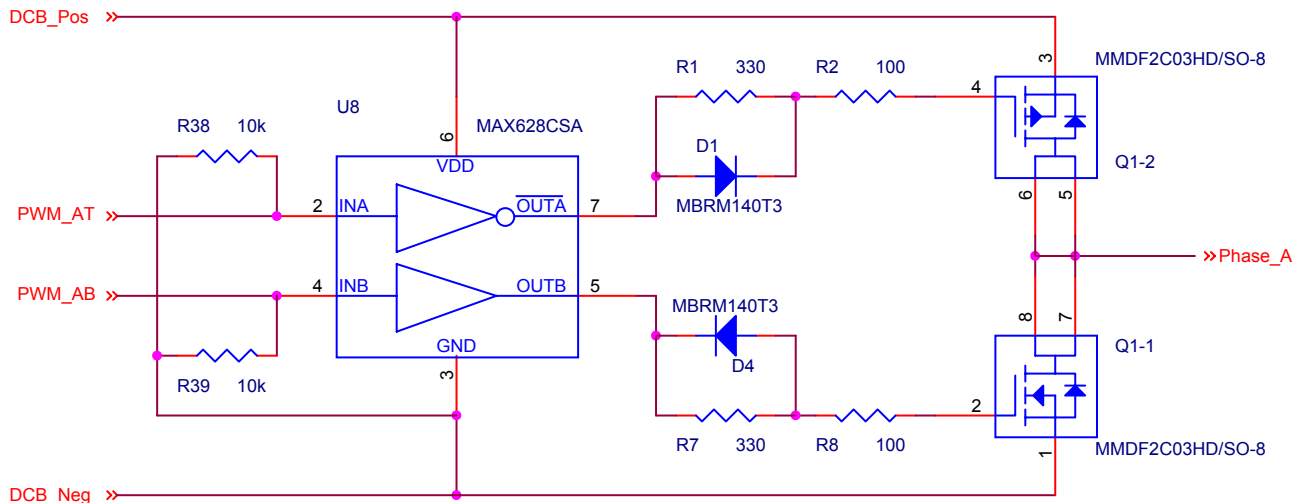 DCB_Pos
3
MMDF2C03HD/SO-8
R1 330 R2 100
4
U8
R38 10k
6
MAX628CSA
VDD
D1
Q1-2
MBRM140T3
6
5
PWM_AT
2
INA
OUTA
7
Phase_A
PWM_AB
4
INB
OUTB
5
MBRM140T3
8
7
GND
D4
Q1-1
R39 10k
3
2
R7 330 R8 100
1
MMDF2C03HD/SO-8
DCB_Neg